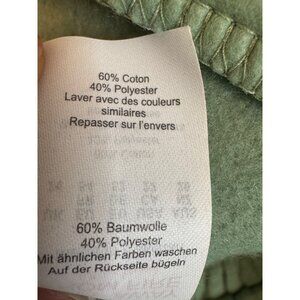 60% Coton
40% Polyester
Laver avec des couleurs
similaires
Repasser sur l'envers
60% Baumwolle
40% Polyester
Mit ähnlichen Farben waschen
Auf der Rückseite bügeln